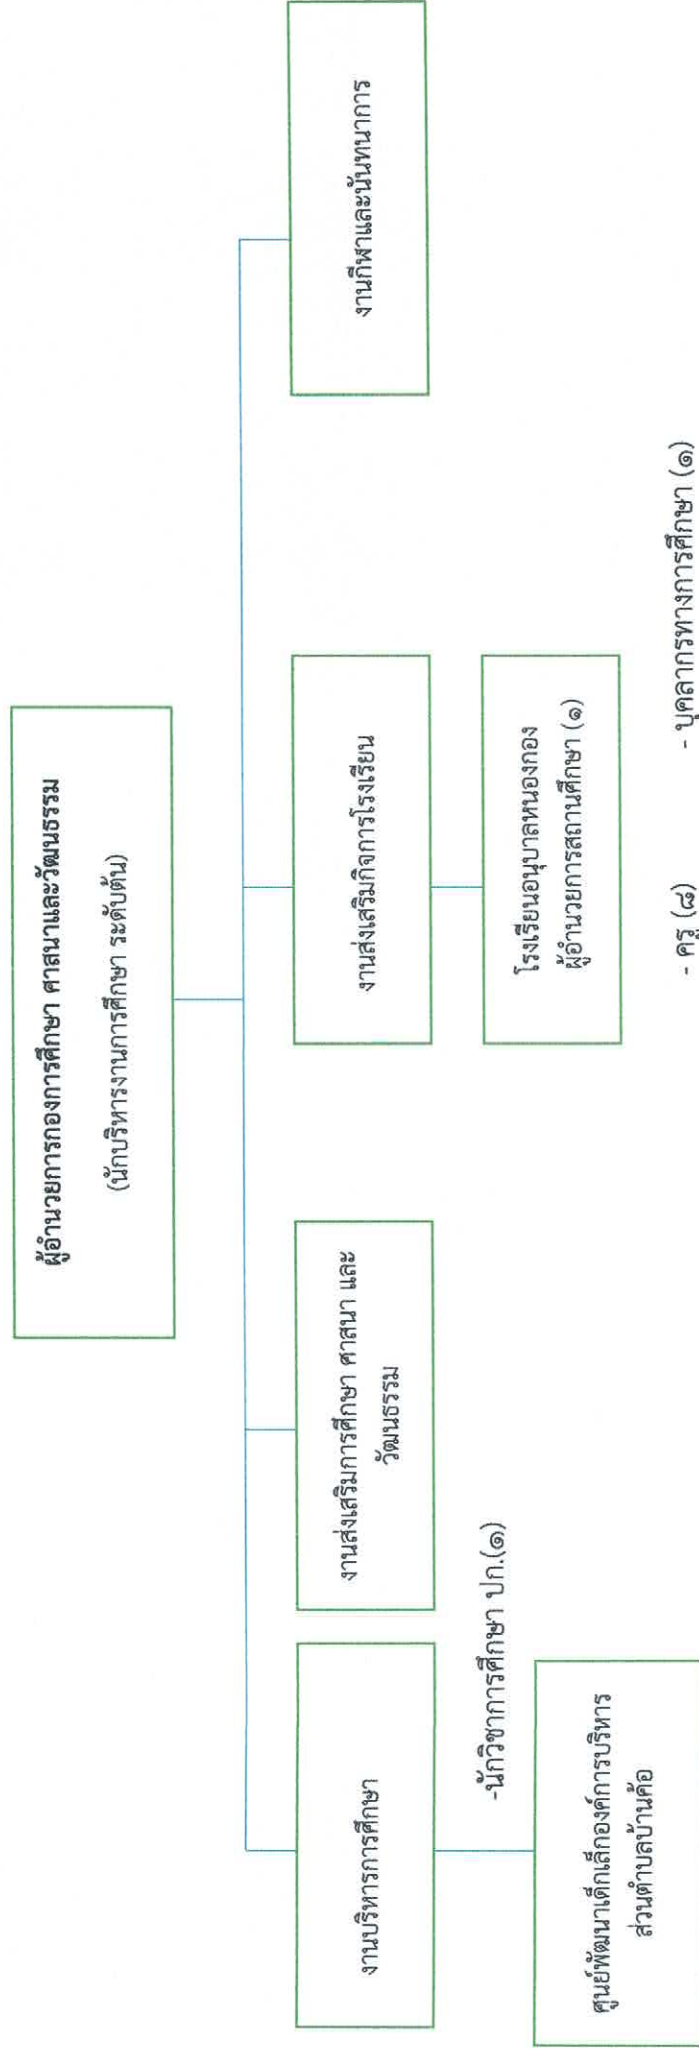 ผู้อำนวยการกองการศึกษา ศาสนาและวัฒนธรรม
(นักบริหารงานการศึกษา ระดับต้น)
งานบริหารการศึกษา
งานส่งเสริมการศึกษา ศาสนา และ
วัฒนธรรม
งานส่งเสริมกิจการโรงเรียน
งานกีฬาและนันทนาการ
-นักวิชาการศึกษา ปก.(๑)
ศูนย์พัฒนาเด็กเล็กองค์การบริหาร
ส่วนตำบลบ้านค้อ
โรงเรียนอนุบาลหนองกอง
ผู้อำนวยการสถานศึกษา (๑)
- ครู (๘)
- บุคลากรทางการศึกษา (๑)